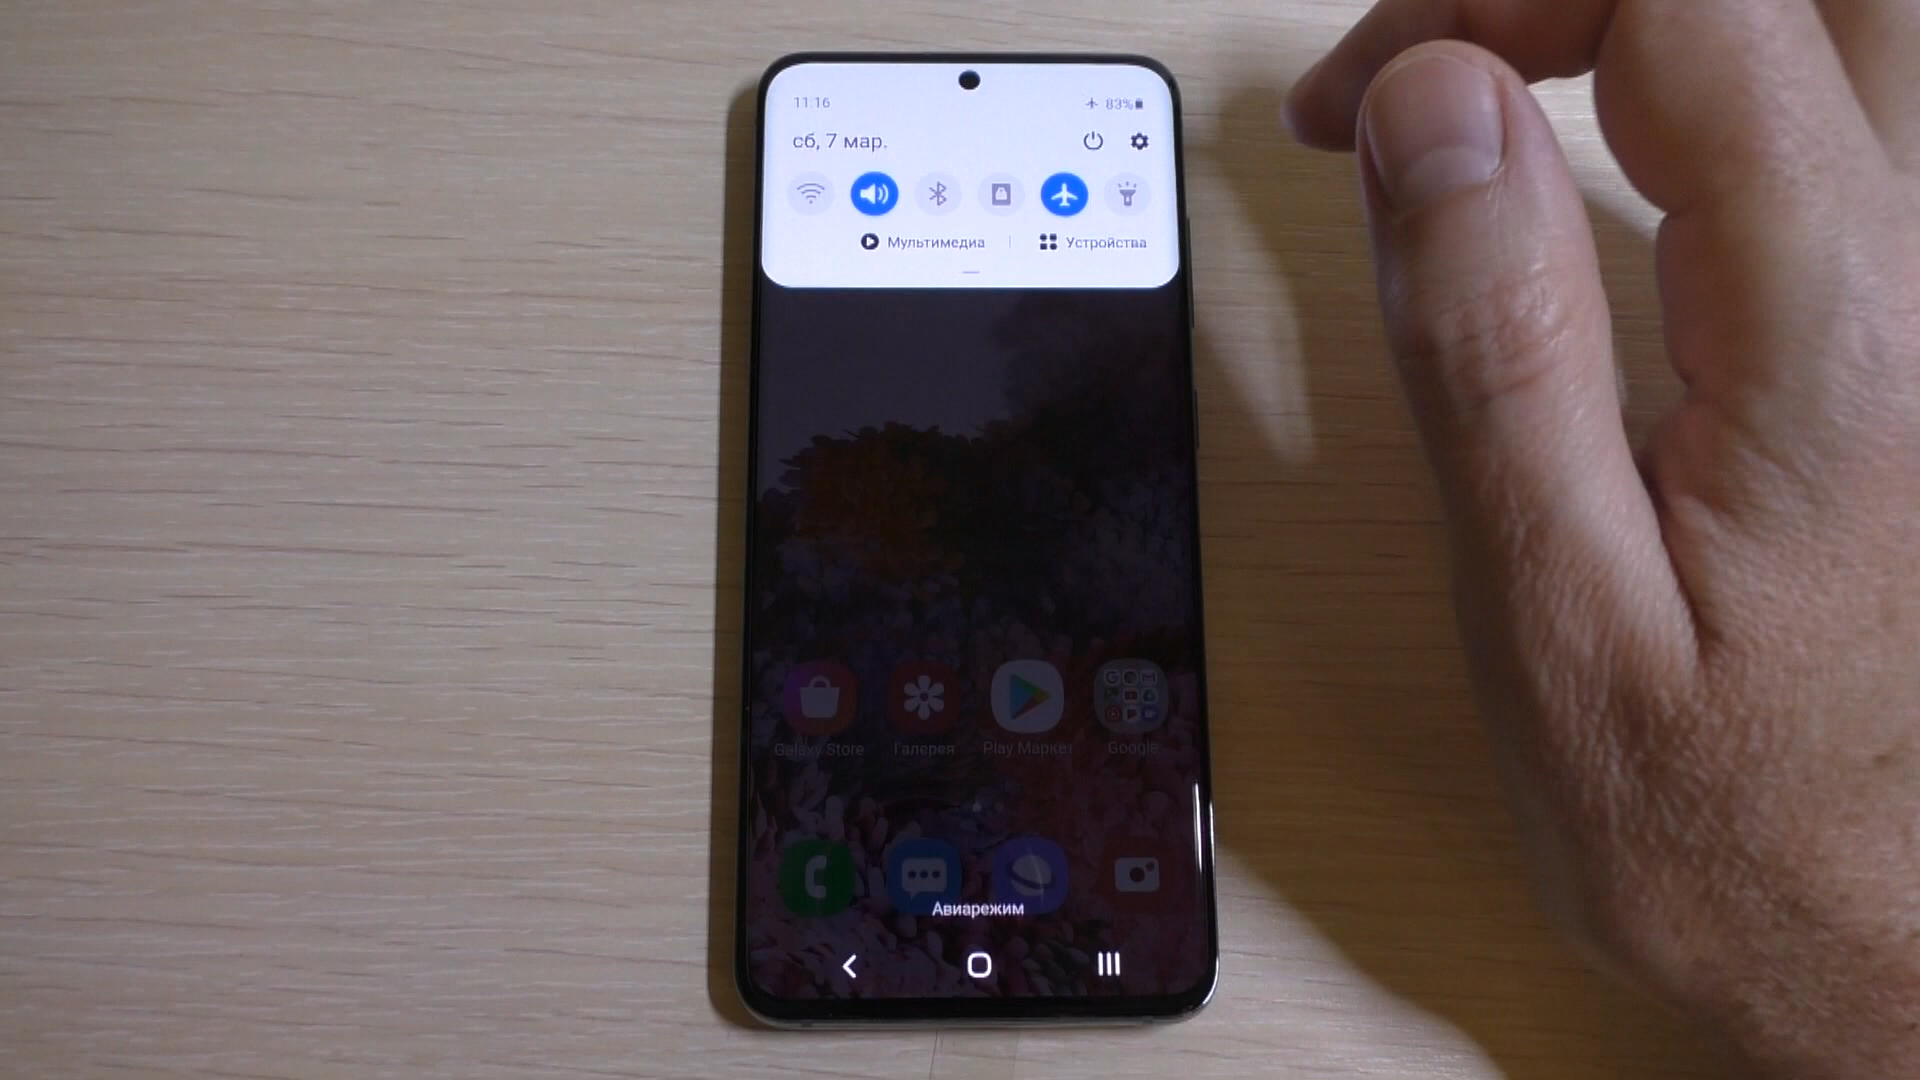 11:16
83%
сб, 7 мар.
Мультимедиа
Устройства
Galaxy Store
Галерея
Play Маркет
Google
Авиарежим